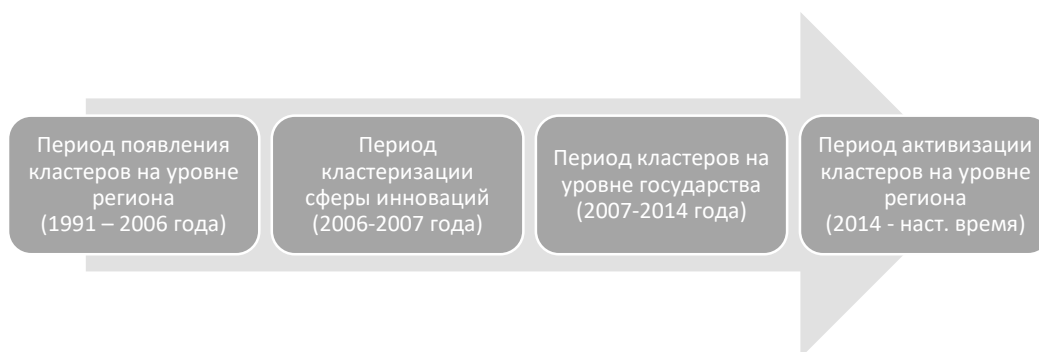 Период появления
кластеров на уровне
региона
(1991 – 2006 года)
Период
кластеризации
сферы инноваций
(2006-2007 года)
Период кластеров на
уровне государства
(2007-2014 года)
Период активизации
кластеров на уровне
региона
(2014 - наст. время)